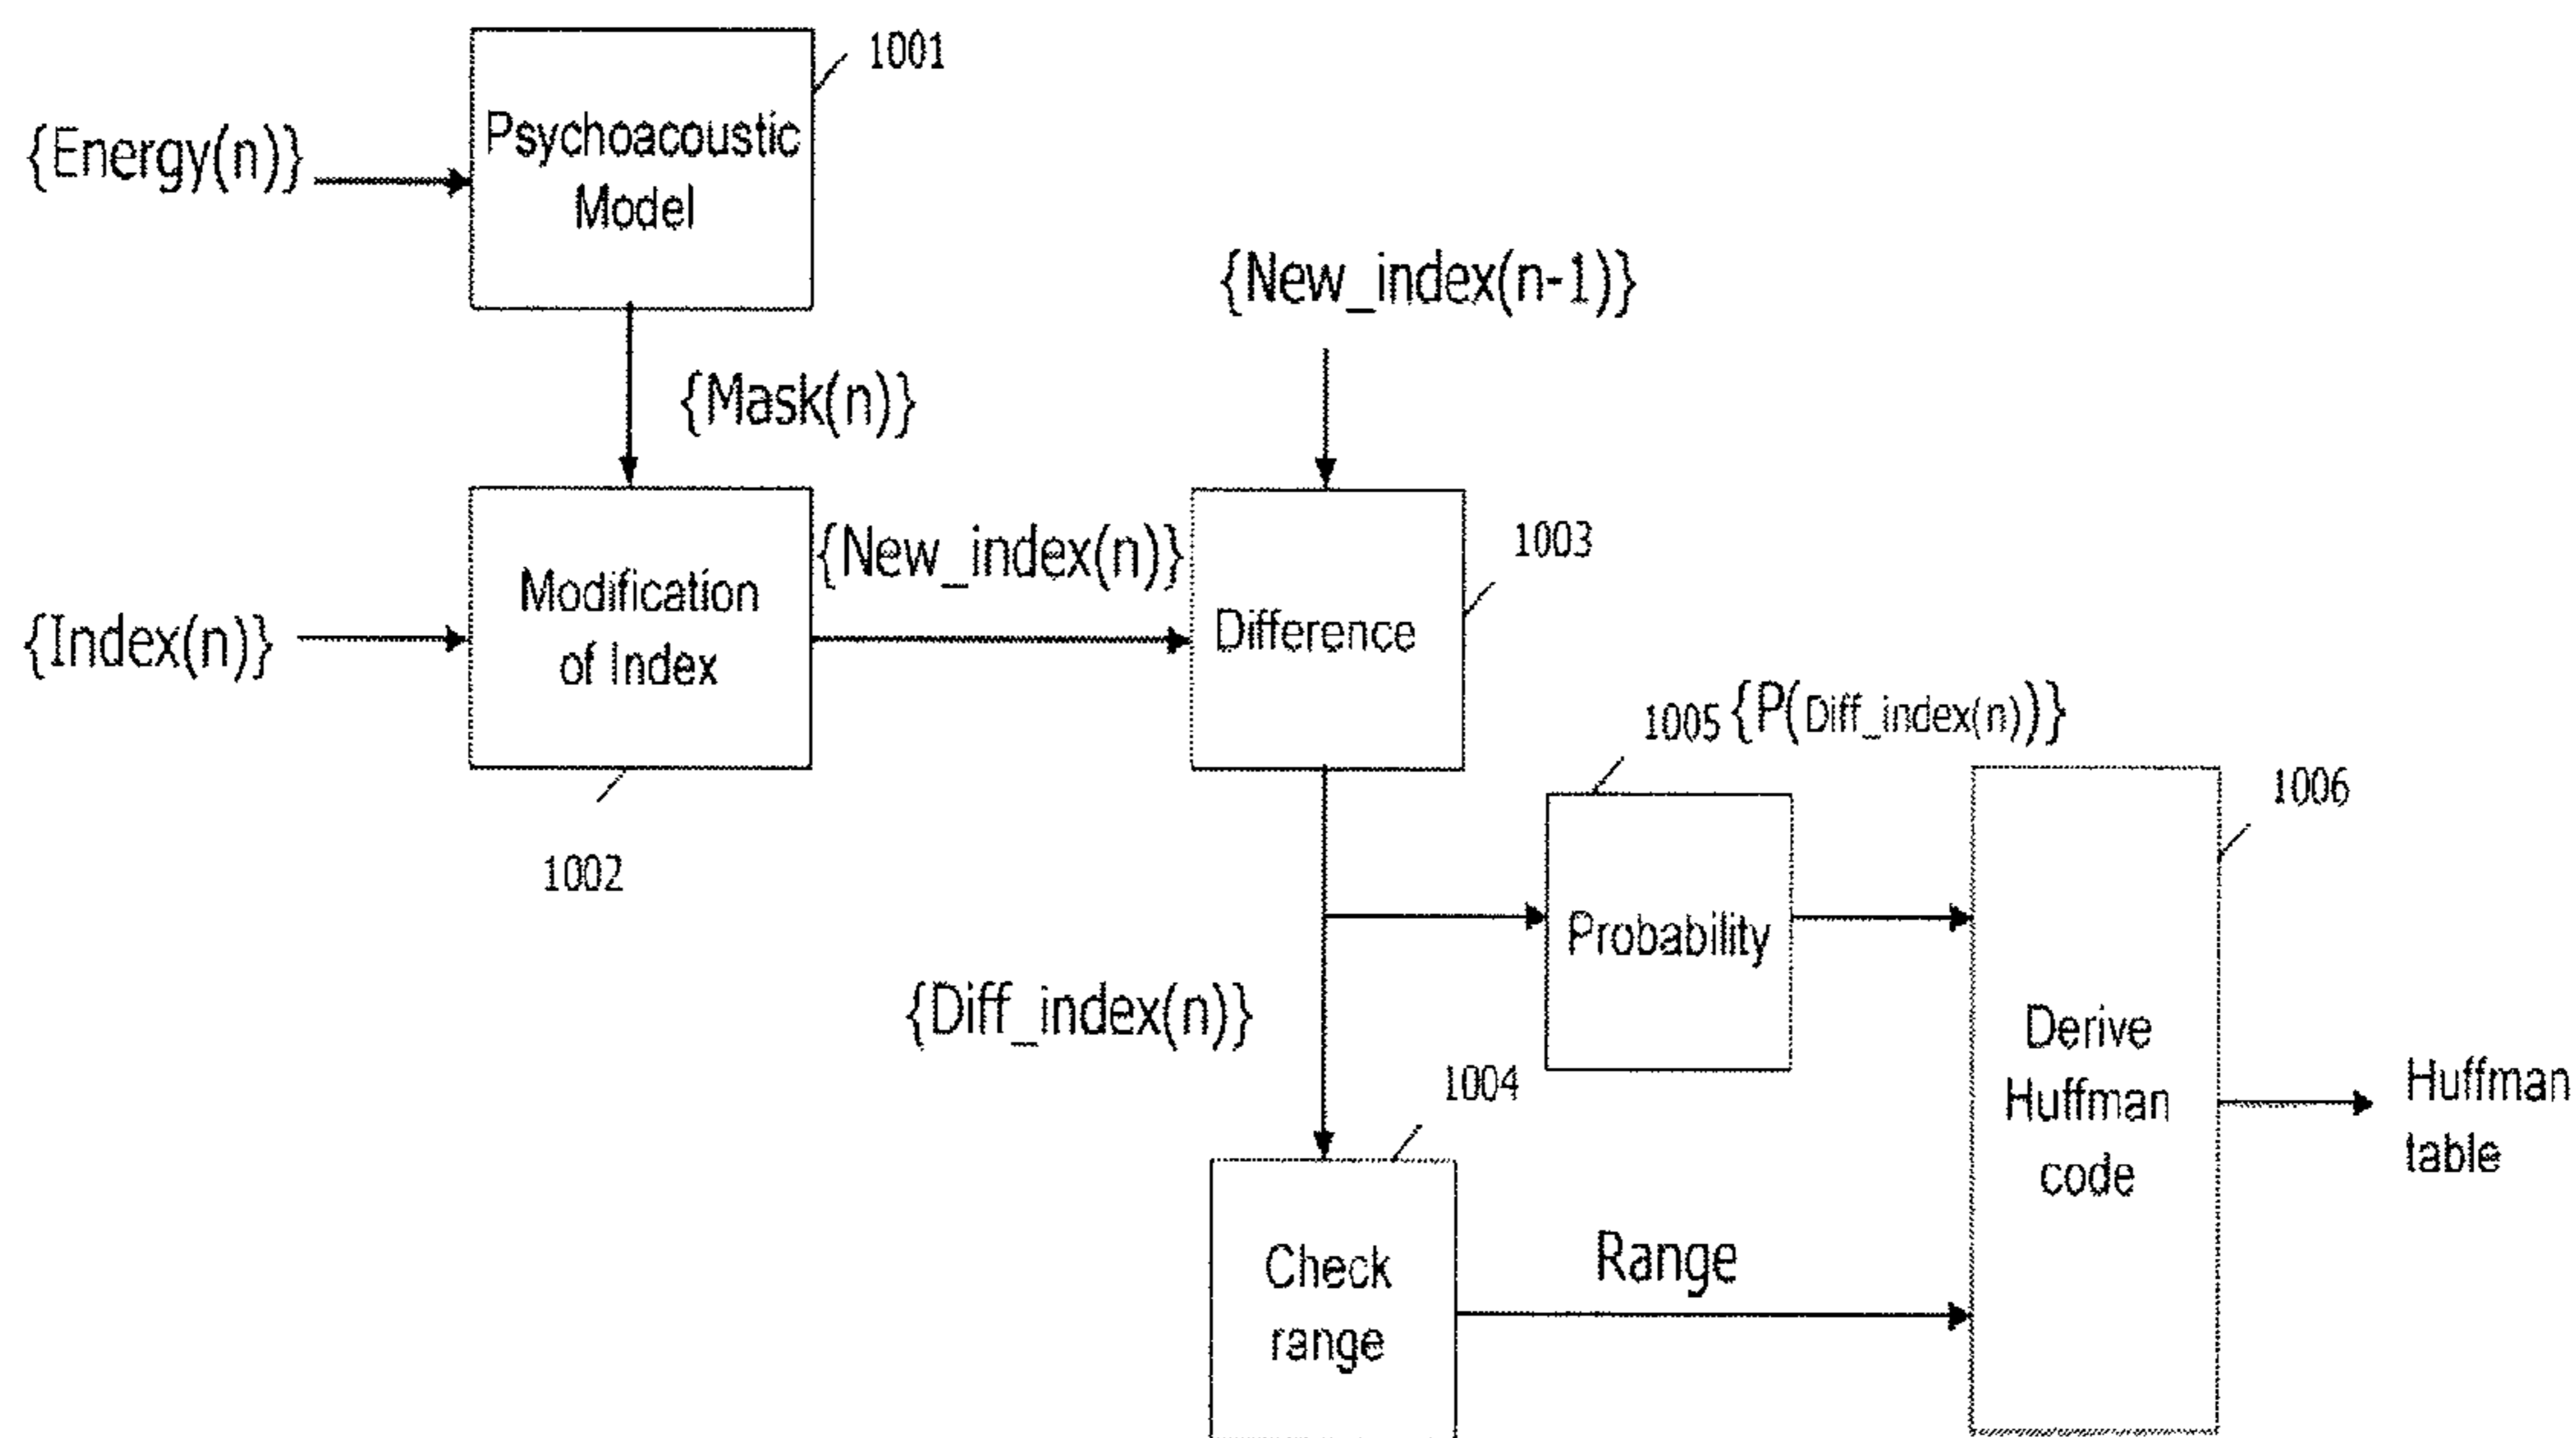 1001
Psychoacoustic
Model
{Energy(n)}
{New_index(n-1)}
{Mask(n)}
{New_index(n)}
1003
Modification
of Index
{Index(n)}
Difference
1002
1005 {P(Diff_index(n))}
1006
Probability
{Diff_index(n)}
1004
Derive
Huffman
code
Huffman
table
Check
range
Range